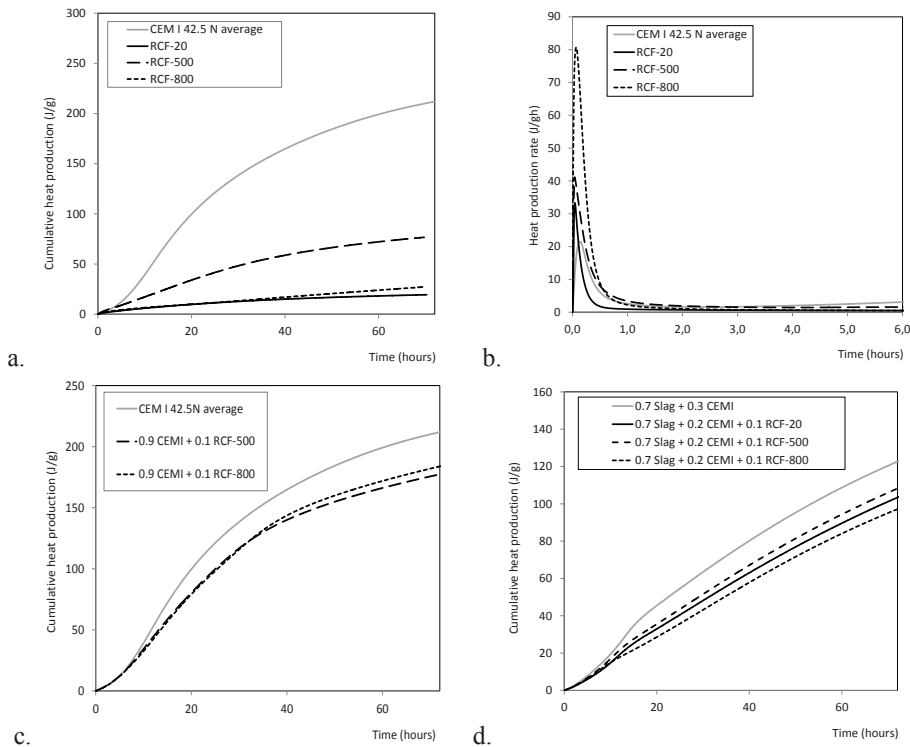 CEM I 42.5 N average
RCF-20
RCF-500
RCF-800
Cumulative heat production (J/g)
300
250
200
150
100
50
0
0 20 40 60
Time (hours)
a.
CEM I 42.5 N average
RCF-20
RCF-500
RCF-800
Heat production rate (J/gh)
90
80
70
60
50
40
30
20
10
0
0,0 1,0 2,0 3,0 4,0 5,0 6,0
Time (hours)
b.
CEM I 42.5N average
0.9 CEMI + 0.1 RCF-500
0.9 CEMI + 0.1 RCF-800
Cumulative heat production (J/g)
250
200
150
100
50
0
0 20 40 60
Time (hours)
c.
0.7 Slag + 0.3 CEMI
0.7 Slag + 0.2 CEMI + 0.1 RCF-20
0.7 Slag + 0.2 CEMI + 0.1 RCF-500
0.7 Slag + 0.2 CEMI + 0.1 RCF-800
Cumulative heat production (J/g)
160
140
120
100
80
60
40
20
0
0 20 40 60
Time (hours)
d.